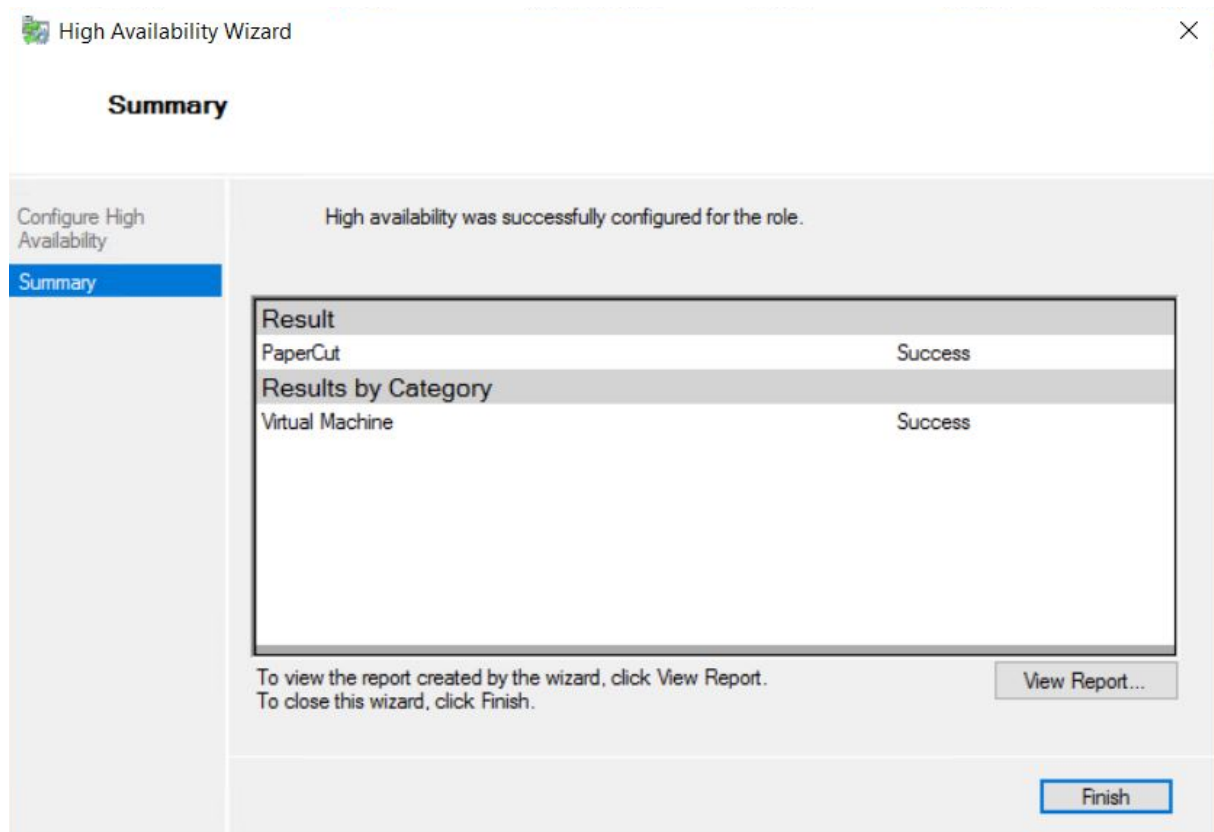 High Availability Wizard
Summary
Configure High
Availability
Summary
High availability was successfully configured for the role.
Result
PaperCut Success
Results by Category
Virtual Machine Success
To view the report created by the wizard, click View Report.
To close this wizard, click Finish.
View Report...
Finish